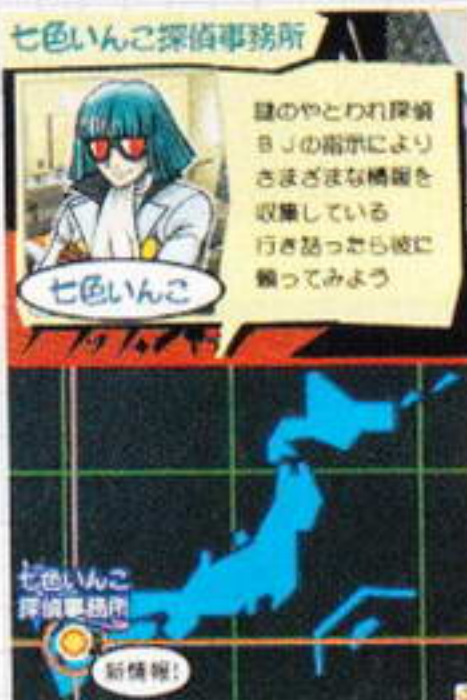 七色いんこ探偵事務所
謎のやとわれ探偵
BJの指示により
さまざまな情報を
収集している
行き詰ったら彼に
頼ってみよう
七色いんこ
七色いんこ
探偵事務所
新情報!